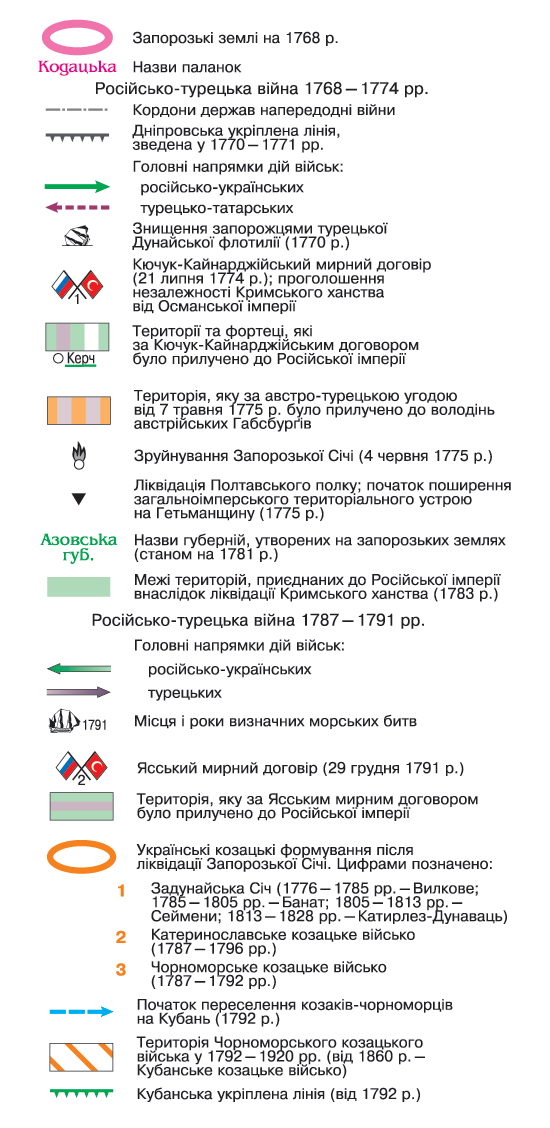 Запорозькі землі на 1768 р.
Кодацька Назви паланок
Російсько-турецька війна 1768 – 1774 рр.
Кордони держав напередодні війни
Дніпровська укріплена лінія,
зведена у 1770 – 1771 рр.
Головні напрямки дій військ:
російсько-українських
турецько-татарських
Знищення запорожцями турецької
Дунайської флотилії (1770 р.)
Кючук-Кайнарджійський мирний договір
(21 липня 1774 р.); проголошення
незалежності Кримського ханства
від Османської імперії
1
Території та фортеці, які
за Кючук-Кайнарджійським договором
було прилучено до Російської імперії
Керч
Територія, яку за австро-турецькою угодою
від 7 травня 1775 р. було прилучено до володінь
австрійських Габсбурґів
Зруйнування Запорозької Січі (4 червня 1775 р.)
Ліквідація Полтавського полку; початок поширення
загальноімперського територіального устрою
на Гетьманщину (1775 р.)
Азовська губ.
Назви губерній, утворених на запорозьких землях
(станом на 1781 р.)
Межі територій, приєднаних до Російської імперії
внаслідок ліквідації Кримського ханства (1783 р.)
Російсько-турецька війна 1787 – 1791 рр.
Головні напрямки дій військ:
російсько-українських
турецьких
1791 Місця і роки визначних морських битв
Ясський мирний договір (29 грудня 1791 р.)
2
Територія, яку за Ясським мирним договором
було прилучено до Російської імперії
Українські козацькі формування після
ліквідації Запорозької Січі. Цифрами позначено:
1 Задунайська Січ (1776 – 1785 рр. – Вилкове;
1785 – 1805 рр. – Банат; 1805 – 1813 рр. –
Сеймени; 1813 – 1828 рр. – Катирлез-Дунаваць)
2 Катеринославське козацьке військо
(1787 – 1796 рр.)
3 Чорноморське козацьке військо
(1787 – 1792 рр.)
Початок переселення козаків-чорноморців
на Кубань (1792 р.)
Територія Чорноморського козацького
війська у 1792 – 1920 рр. (від 1860 р. –
Кубанське козацьке військо)
Кубанська укріплена лінія (від 1792 р.)